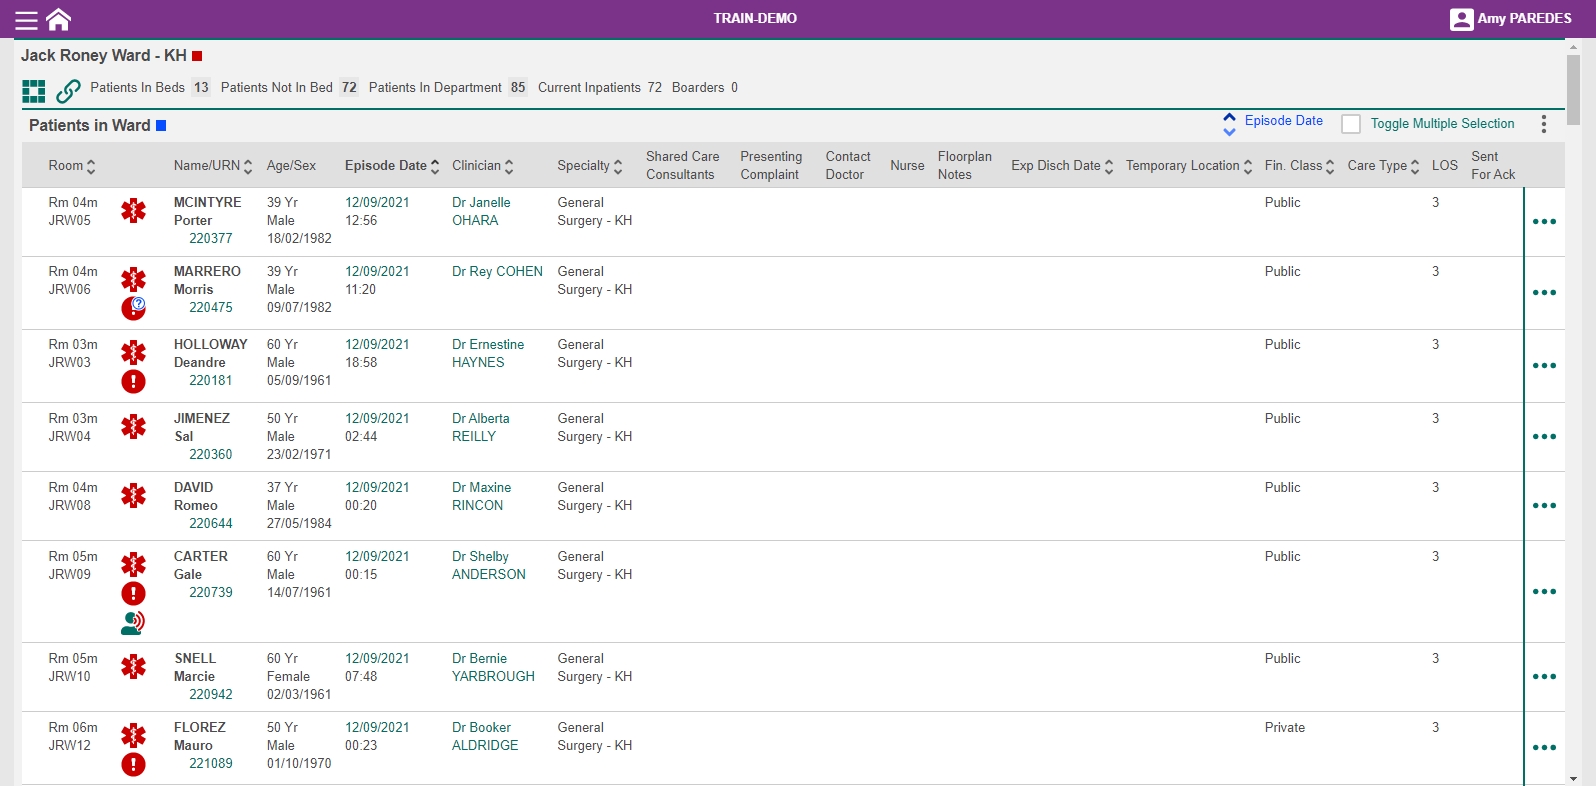 TRAIN-DEMO
Amy PAREDES
Jack Roney Ward - KH
Patients In Beds 13 Patients Not In Bed 72 Patients In Department 85 Current Inpatients 72 Boarders 0
Patients in Ward
Episode Date
Toggle Multiple Selection
Room Name/URN Age/Sex Episode Date Clinician Specialty Shared Care Consultants Presenting Complaint Contact Doctor Nurse Floorplan Notes Exp Disch Date Temporary Location Fin. Class Care Type LOS Sent For Ack
Rm 04m MCINTYRE 39 Yr 12/09/2021 Dr Janelle General Public 3
JRW05 Porter Male 12:56 OHARA Surgery - KH
220377 18/02/1982
Rm 04m MARRERO 39 Yr 12/09/2021 Dr Rey COHEN General Public 3
JRW06 Morris Male 11:20 Surgery - KH
220475 09/07/1982
Rm 03m HOLLOWAY 60 Yr 12/09/2021 Dr Ernestine General Public 3
JRW03 Deandre Male 18:58 HAYNES Surgery - KH
220181 05/09/1961
Rm 03m JIMENEZ 50 Yr 12/09/2021 Dr Alberta General Public 3
JRW04 Sal Male 02:44 REILLY Surgery - KH
220360 23/02/1971
Rm 04m DAVID 37 Yr 12/09/2021 Dr Maxine General Public 3
JRW08 Romeo Male 00:20 RINCON Surgery - KH
220644 27/05/1984
Rm 05m CARTER 60 Yr 12/09/2021 Dr Shelby General Public 3
JRW09 Gale Male 00:15 ANDERSON Surgery - KH
220739 14/07/1961
Rm 05m SNELL 60 Yr 12/09/2021 Dr Bernie General Public 3
JRW10 Marcie Female 07:48 YARBROUGH Surgery - KH
220942 02/03/1961
Rm 06m FLOREZ 50 Yr 12/09/2021 Dr Booker General Private 3
JRW12 Mauro Male 00:23 ALDRIDGE Surgery - KH
221089 01/10/1970